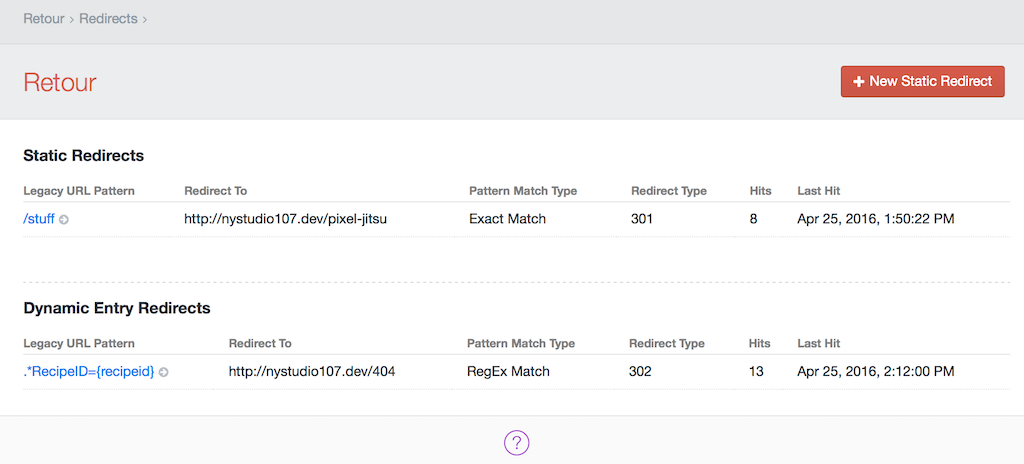 Retour › Redirects ›
Retour
+ New Static Redirect
Static Redirects
Legacy URL Pattern Redirect To Pattern Match Type Redirect Type Hits Last Hit
/stuff http://nystudio107.dev/pixel-jitsu Exact Match 301 8 Apr 25, 2016, 1:50:22 PM
Dynamic Entry Redirects
Legacy URL Pattern Redirect To Pattern Match Type Redirect Type Hits Last Hit
.*RecipeID={recipeid} http://nystudio107.dev/404 RegEx Match 302 13 Apr 25, 2016, 2:12:00 PM
?